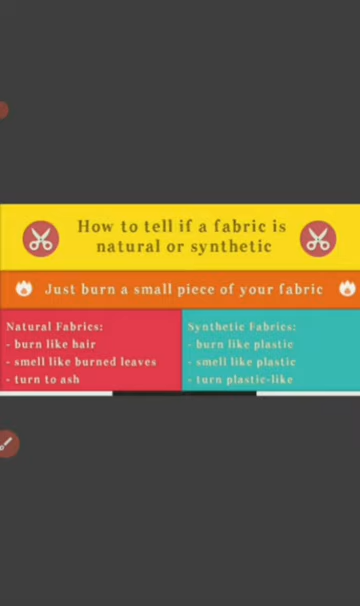 How to tell if a fabric is
natural or synthetic
Just burn a small piece of your fabric
Natural Fabrics:
- burn like hair
- smell like burned leaves
- turn to ash
Synthetic Fabrics:
- burn like plastic
- smell like plastic
- turn plastic-like